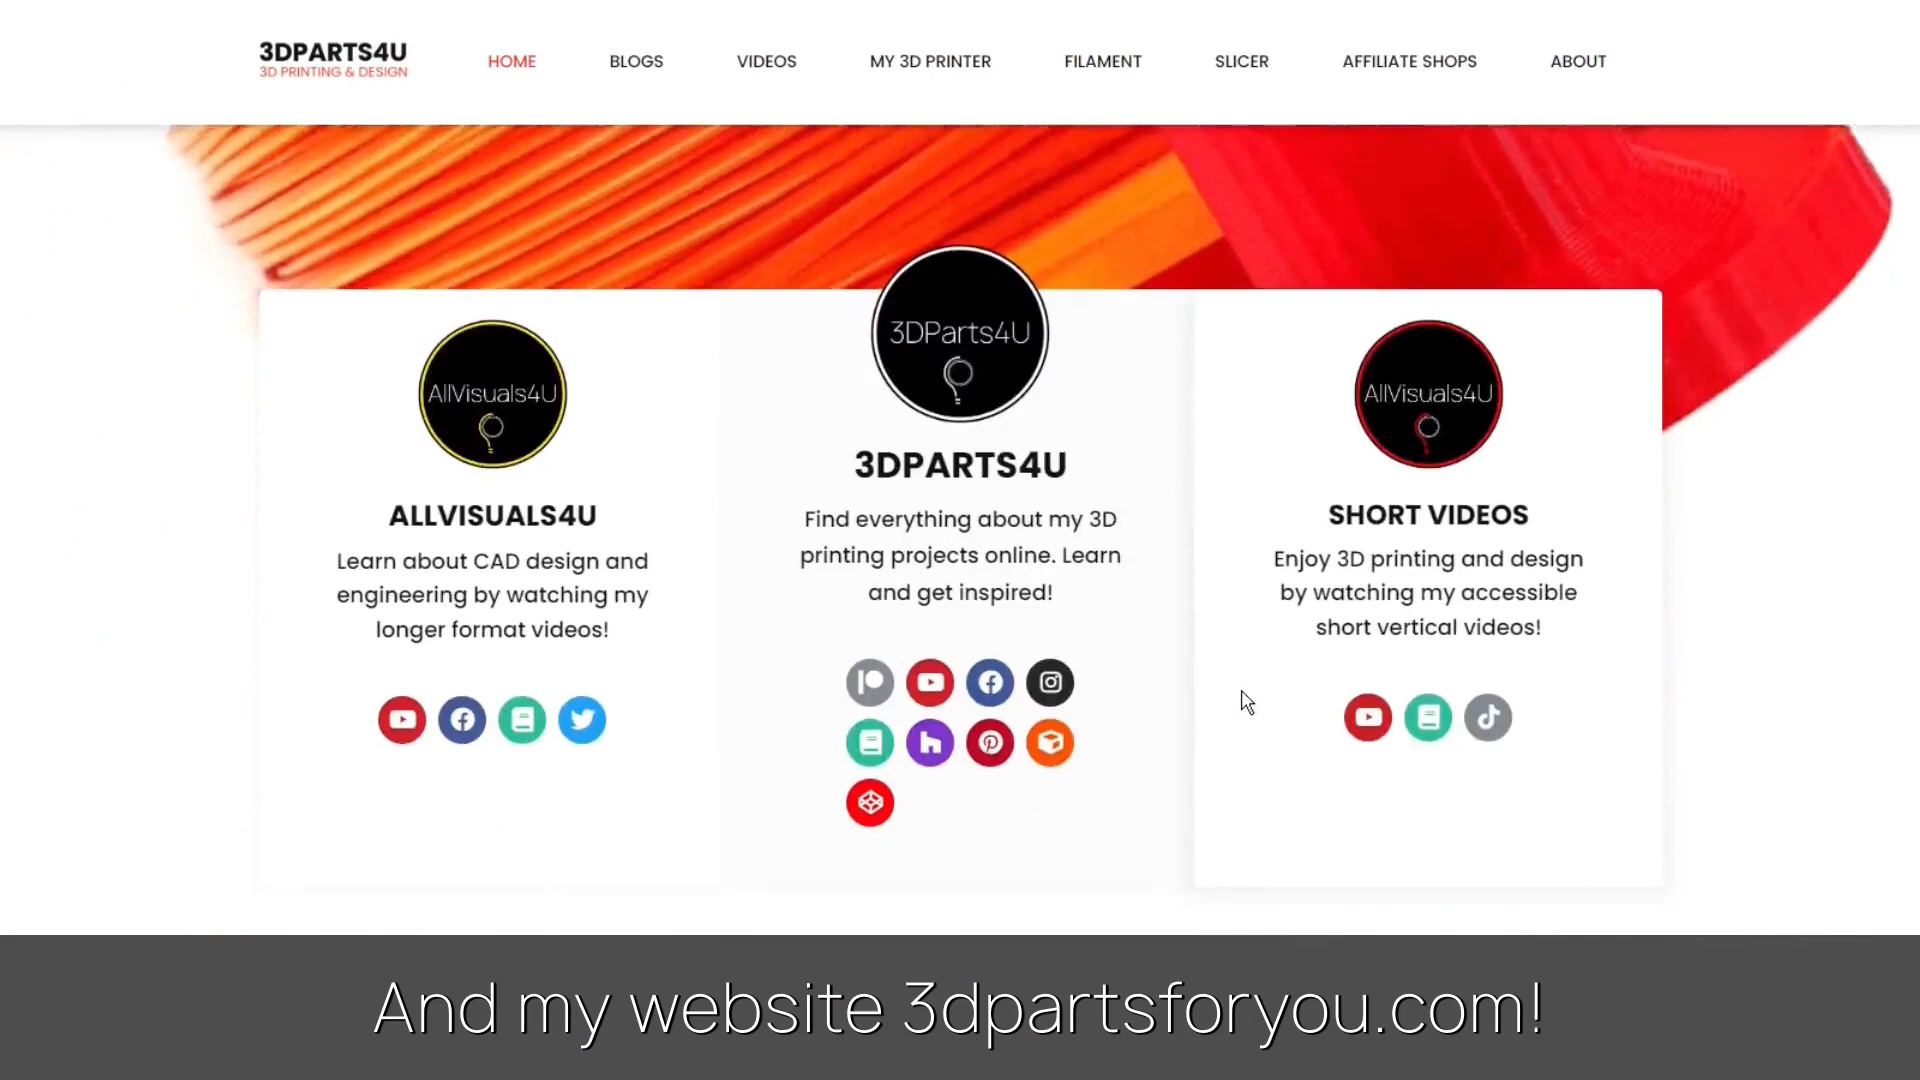 3DPARTS4U
3D PRINTING & DESIGN
HOME
BLOGS
VIDEOS
MY 3D PRINTER
FILAMENT
SLICER
AFFILIATE SHOPS
ABOUT
AllVisuals4U
ALLVISUALS4U
Learn about CAD design and
engineering by watching my
longer format videos!
3DParts4U
3DPARTS4U
Find everything about my 3D
printing projects online. Learn
and get inspired!
AllVisuals4U
SHORT VIDEOS
Enjoy 3D printing and design
by watching my accessible
short vertical videos!
And my website 3dpartsforyou.com!